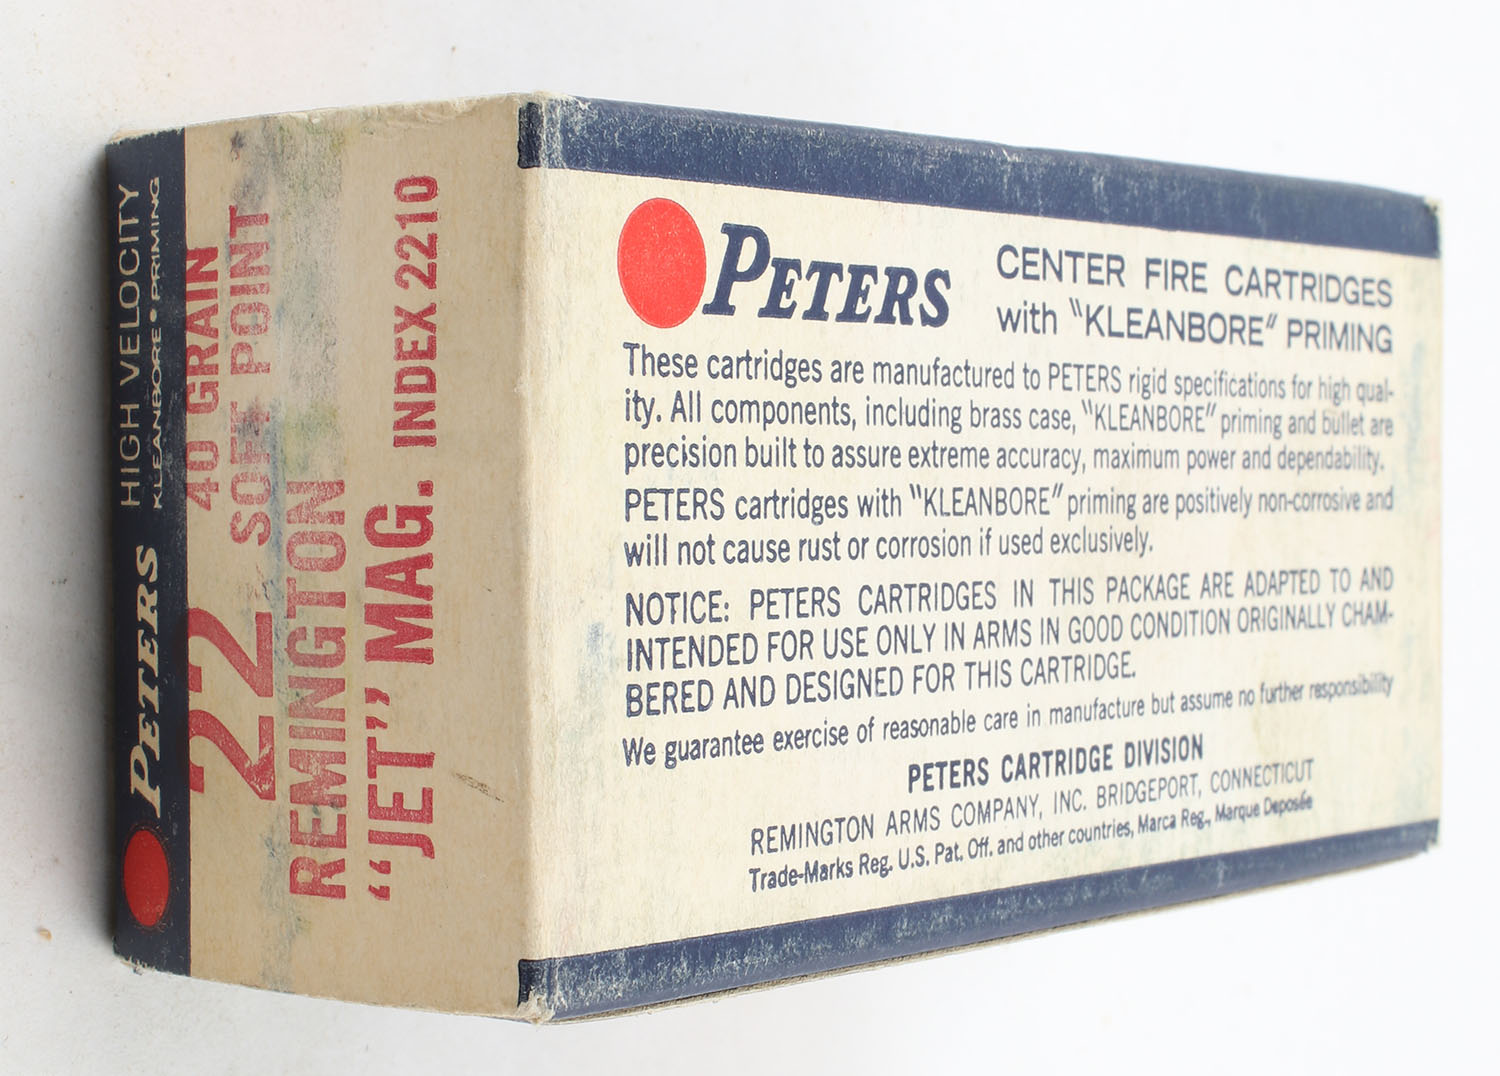 PETERS
HIGH VELOCITY
KLEANBORE • PRIMING
22
40 GRAIN
SOFT POINT
REMINGTON
“JET” MAG. INDEX 2210
PETERS
CENTER FIRE CARTRIDGES
with "KLEANBORE" PRIMING
These cartridges are manufactured to PETERS rigid specifications for high qual-
ity. All components, including brass case, "KLEANBORE" priming and bullet are
precision built to assure extreme accuracy, maximum power and dependability.
PETERS cartridges with "KLEANBORE" priming are positively non-corrosive and
will not cause rust or corrosion if used exclusively.
NOTICE: PETERS CARTRIDGES IN THIS PACKAGE ARE ADAPTED TO AND
INTENDED FOR USE ONLY IN ARMS IN GOOD CONDITION ORIGINALLY CHAM-
BERED AND DESIGNED FOR THIS CARTRIDGE.
We guarantee exercise of reasonable care in manufacture but assume no further responsibility
PETERS CARTRIDGE DIVISION
REMINGTON ARMS COMPANY, INC. BRIDGEPORT, CONNECTICUT
Trade-Marks Reg. U.S. Pat. Off. and other countries, Marca Reg., Marque Deposée